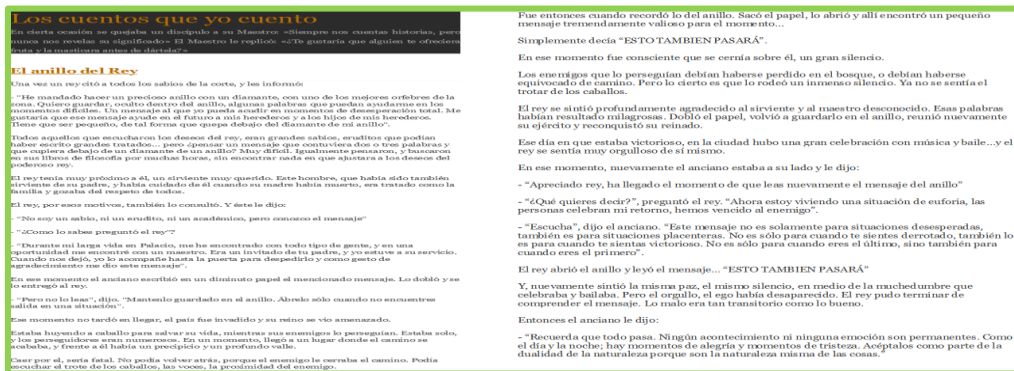 Los cuentos que yo cuento
En cierta ocasión se quejaba un discípulo a su Maestro: «Siempre nos cuentas historias, pero
nunca nos revelas su significado» El Maestro le replicó: «¿Te gustaría que alguien te ofreciera
fruta y la masticara antes de dártela?»
El anillo del Rey
Una vez un rey citó a todos los sabios de la corte, y les informó:
- "He mandado hacer un precioso anillo con un diamante, con uno de los mejores orfebres de la
zona. Quiero guardar, oculto dentro del anillo, algunas palabras que puedan ayudarme en los
momentos difíciles. Un mensaje al que yo pueda acudir en momentos de desesperación total. Me
gustaría que ese mensaje ayude en el futuro a mis herederos y a los hijos de mis herederos.
Tiene que ser pequeño, de tal forma que quepa debajo del diamante de mi anillo".
Todos aquellos que escucharon los deseos del rey, eran grandes sabios, eruditos que podían
haber escrito grandes tratados... pero ¿pensar un mensaje que contuviera dos o tres palabras y
que cupiera debajo de un diamante de un anillo? Muy difícil. Igualmente pensaron, y buscaron
en sus libros de filosofía por muchas horas, sin encontrar nada en que ajustara a los deseos del
poderoso rey.
El rey tenía muy próximo a él, un sirviente muy querido. Este hombre, que había sido también
sirviente de su padre, y había cuidado de él cuando su madre había muerto, era tratado como la
familia y gozaba del respeto de todos.
El rey, por esos motivos, también lo consultó. Y éste le dijo:
- "No soy un sabio, ni un erudito, ni un académico, pero conozco el mensaje"
- "¿Como lo sabes preguntó el rey"?
- "Durante mi larga vida en Palacio, me he encontrado con todo tipo de gente, y en una
oportunidad me encontré con un maestro. Era un invitado de tu padre, y yo estuve a su servicio.
Cuando nos dejó, yo lo acompañe hasta la puerta para despedirlo y como gesto de
agradecimiento me dio este mensaje".
En ese momento el anciano escribió en un diminuto papel el mencionado mensaje. Lo dobló y se
lo entregó al rey.
- "Pero no lo leas", dijo. "Mantenlo guardado en el anillo. Ábrelo sólo cuando no encuentres
salida en una situación".
Ese momento no tardó en llegar, el país fue invadido y su reino se vio amenazado.
Estaba huyendo a caballo para salvar su vida, mientras sus enemigos lo perseguían. Estaba solo,
y los perseguidores eran numerosos. En un momento, llegó a un lugar donde el camino se
acababa, y frente a él había un precipicio y un profundo valle.
Caer por el, sería fatal. No podía volver atrás, porque el enemigo le cerraba el camino. Podía
escuchar el trote de los caballos, las voces, la proximidad del enemigo.
Fue entonces cuando recordó lo del anillo. Sacó el papel, lo abrió y allí encontró un pequeño
mensaje tremendamente valioso para el momento...
Simplemente decía "ESTO TAMBIEN PASARÁ".
En ese momento fue consciente que se cernía sobre él, un gran silencio.
Los enemigos que lo perseguían debían haberse perdido en el bosque, o debían haberse
equivocado de camino. Pero lo cierto es que lo rodeó un inmenso silencio. Ya no se sentía el
trotar de los caballos.
El rey se sintió profundamente agradecido al sirviente y al maestro desconocido. Esas palabras
habían resultado milagrosas. Dobló el papel, volvió a guardarlo en el anillo, reunió nuevamente
su ejército y reconquistó su reinado.
Ese día en que estaba victorioso, en la ciudad hubo una gran celebración con música y baile...y el
rey se sentía muy orgulloso de sí mismo.
En ese momento, nuevamente el anciano estaba a su lado y le dijo:
- "Apreciado rey, ha llegado el momento de que leas nuevamente el mensaje del anillo"
- "¿Qué quieres decir?", preguntó el rey. "Ahora estoy viviendo una situación de euforia, las
personas celebran mi retorno, hemos vencido al enemigo".
- "Escucha", dijo el anciano. "Este mensaje no es solamente para situaciones desesperadas,
también es para situaciones placenteras. No es sólo para cuando te sientes derrotado, también lo
es para cuando te sientas victorioso. No es sólo para cuando eres el último, sino también para
cuando eres el primero".
El rey abrió el anillo y leyó el mensaje... "ESTO TAMBIEN PASARÁ"
Y, nuevamente sintió la misma paz, el mismo silencio, en medio de la muchedumbre que
celebraba y bailaba. Pero el orgullo, el ego había desaparecido. El rey pudo terminar de
comprender el mensaje. Lo malo era tan transitorio como lo bueno.
Entonces el anciano le dijo:
- "Recuerda que todo pasa. Ningún acontecimiento ni ninguna emoción son permanentes. Como
el día y la noche; hay momentos de alegría y momentos de tristeza. Acéptalos como parte de la
dualidad de la naturaleza porque son la naturaleza misma de las cosas."